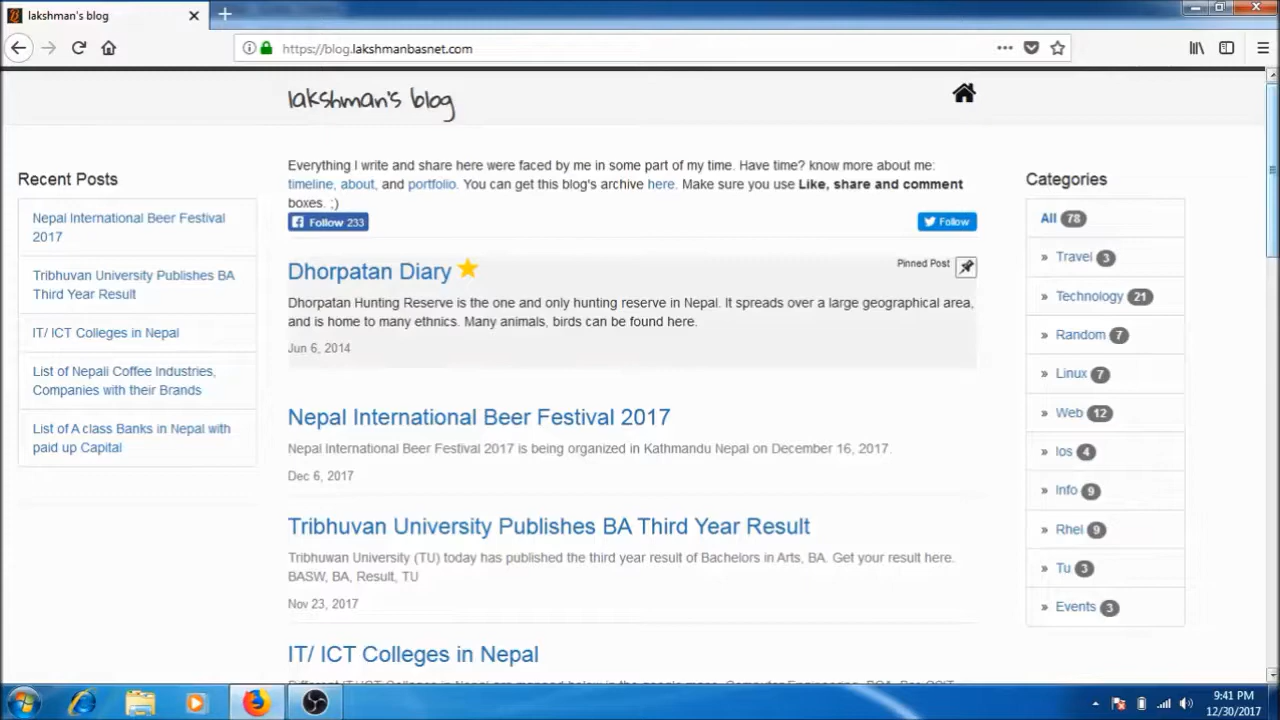 lakshman's blog
https://blog.lakshmanbasnet.com
lakshman's blog
Recent Posts
Nepal International Beer Festival
2017
Tribhuvan University Publishes BA
Third Year Result
IT/ ICT Colleges in Nepal
List of Nepali Coffee Industries,
Companies with their Brands
List of A class Banks in Nepal with
paid up Capital
Everything I write and share here were faced by me in some part of my time. Have time? know more about me:
timeline, about, and portfolio. You can get this blog's archive here. Make sure you use Like, share and comment
boxes. ;)
Follow 233
Follow
Dhorpatan Diary
Pinned Post
Dhorpatan Hunting Reserve is the one and only hunting reserve in Nepal. It spreads over a large geographical area,
and is home to many ethnics. Many animals, birds can be found here.
Jun 6, 2014
Nepal International Beer Festival 2017
Nepal International Beer Festival 2017 is being organized in Kathmandu Nepal on December 16, 2017.
Dec 6, 2017
Tribhuvan University Publishes BA Third Year Result
Tribhuwan University (TU) today has published the third year result of Bachelors in Arts, BA. Get your result here.
BASW, BA, Result, TU
Nov 23, 2017
IT/ ICT Colleges in Nepal
Categories
All 78
» Travel 3
» Technology 21
» Random 7
» Linux 7
» Web 12
» Ios 4
» Info 9
» Rhel 9
» Tu 3
» Events 3
9:41 PM
12/30/2017